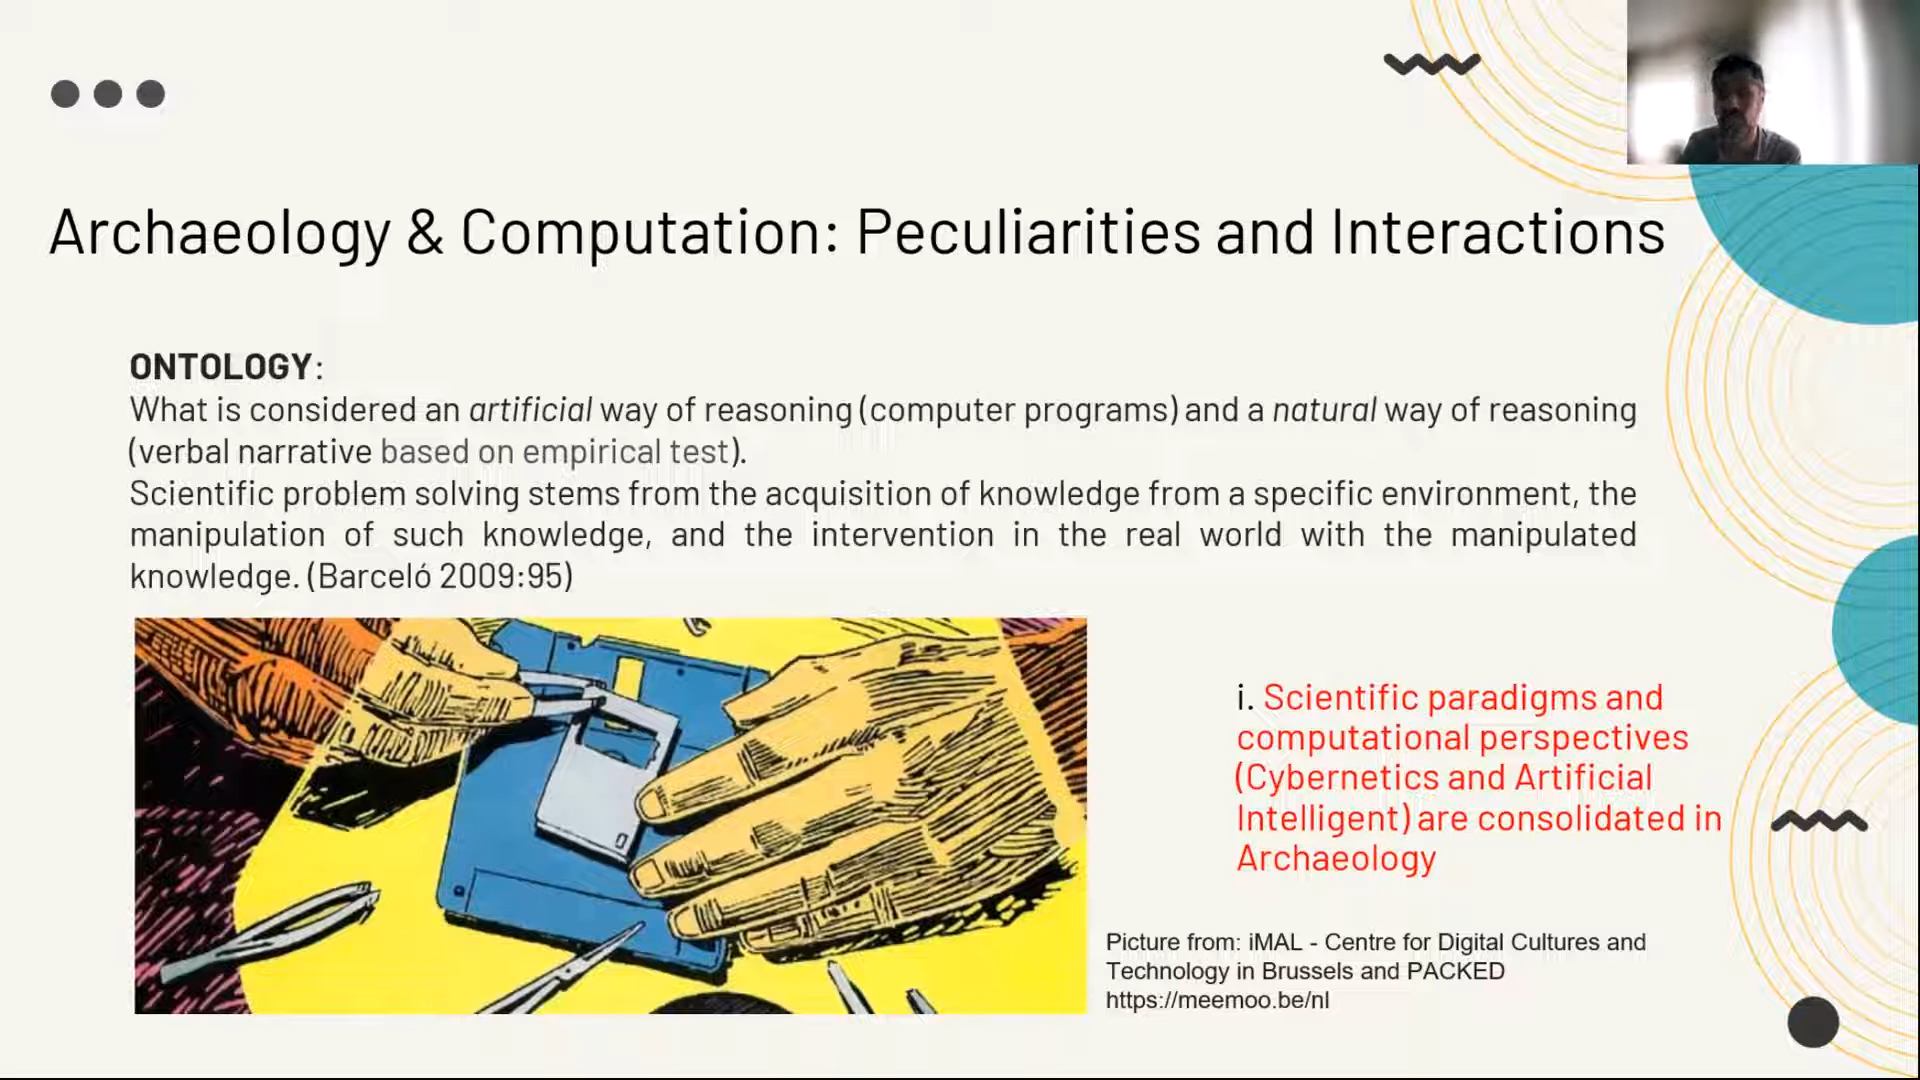 Archaeology & Computation: Peculiarities and Interactions
ONTOLOGY:
What is considered an artificial way of reasoning (computer programs) and a natural way of reasoning
(verbal narrative based on empirical test).
Scientific problem solving stems from the acquisition of knowledge from a specific environment, the
manipulation of such knowledge, and the intervention in the real world with the manipulated
knowledge. (Barceló 2009:95)
i. Scientific paradigms and
computational perspectives
(Cybernetics and Artificial
Intelligent) are consolidated in
Archaeology
Picture from: iMAL - Centre for Digital Cultures and
Technology in Brussels and PACKED
https://meemoo.be/nl